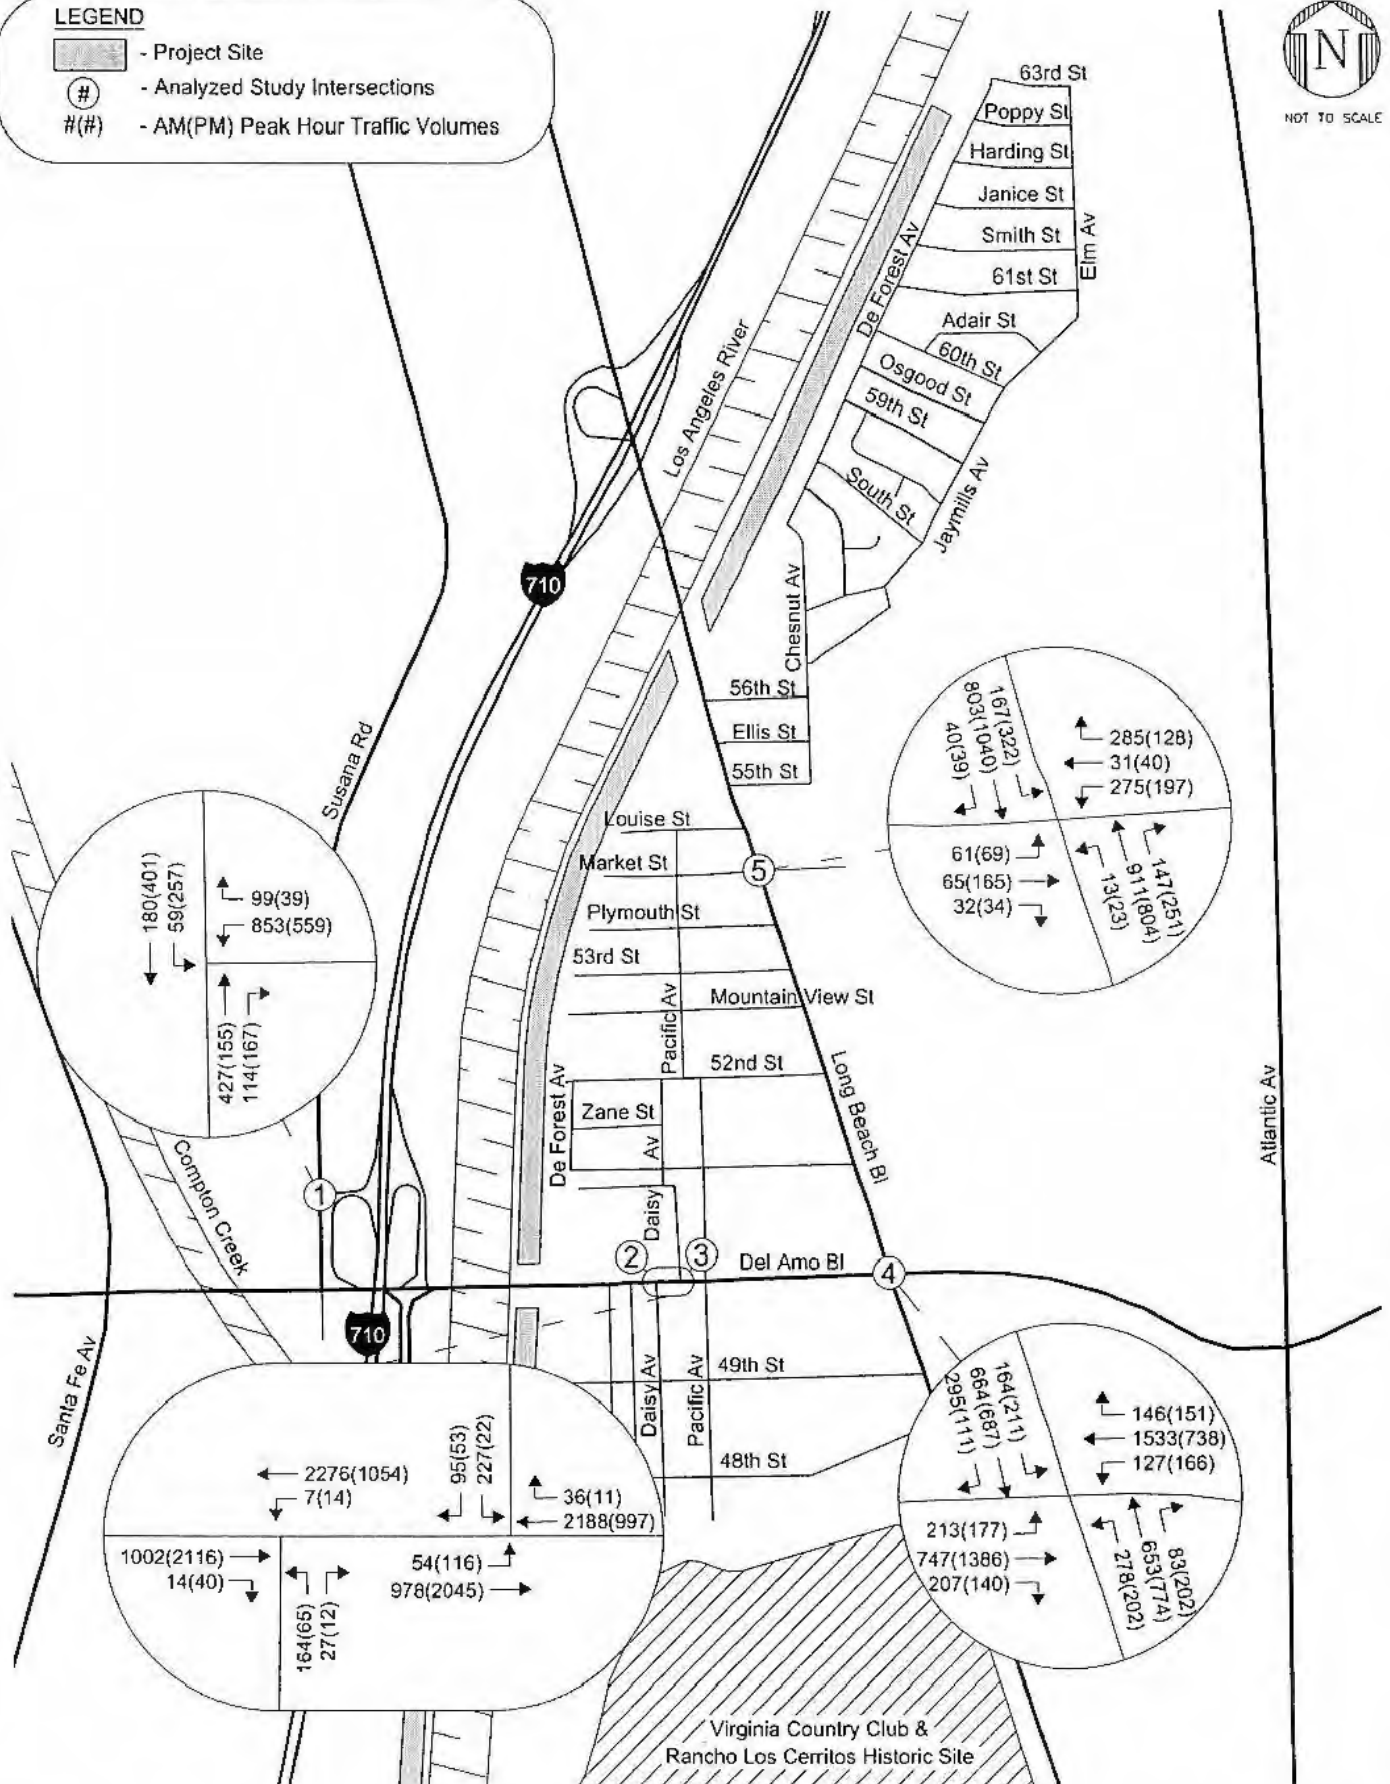 LEGEND
- Project Site
# - Analyzed Study Intersections
#(#) - AM(PM) Peak Hour Traffic Volumes
N
NOT TO SCALE
63rd St
Poppy St
Harding St
Janice St
Smith St
61st St
Elm Av
De Forest Av
Adair St
60th St
Osgood St
59th St
South St
Jaymills Av
Los Angeles River
710
Chesnut Av
56th St
Ellis St
55th St
Susana Rd
167(322)
803(1040)
40(39)
285(128)
31(40)
275(197)
61(69)
65(165)
32(34)
147(251)
911(804)
13(23)
Louise St
Market St
5
Plymouth St
53rd St
Mountain View St
Pacific Av
52nd St
180(401)
59(257)
99(39)
853(559)
427(155)
114(167)
De Forest Av
Zane St
Daisy Av
Long Beach Bl
Atlantic Av
Compton Creek
1
2
3
Del Amo Bl
4
710
Santa Fe Av
49th St
Daisy Av
Pacific Av
48th St
2276(1054)
7(14)
95(53)
227(22)
36(11)
2188(997)
1002(2116)
14(40)
54(116)
978(2045)
164(65)
27(12)
164(211)
664(687)
295(111)
146(151)
1533(738)
127(166)
213(177)
747(1386)
207(140)
83(202)
653(774)
278(202)
Virginia Country Club &
Rancho Los Cerritos Historic Site